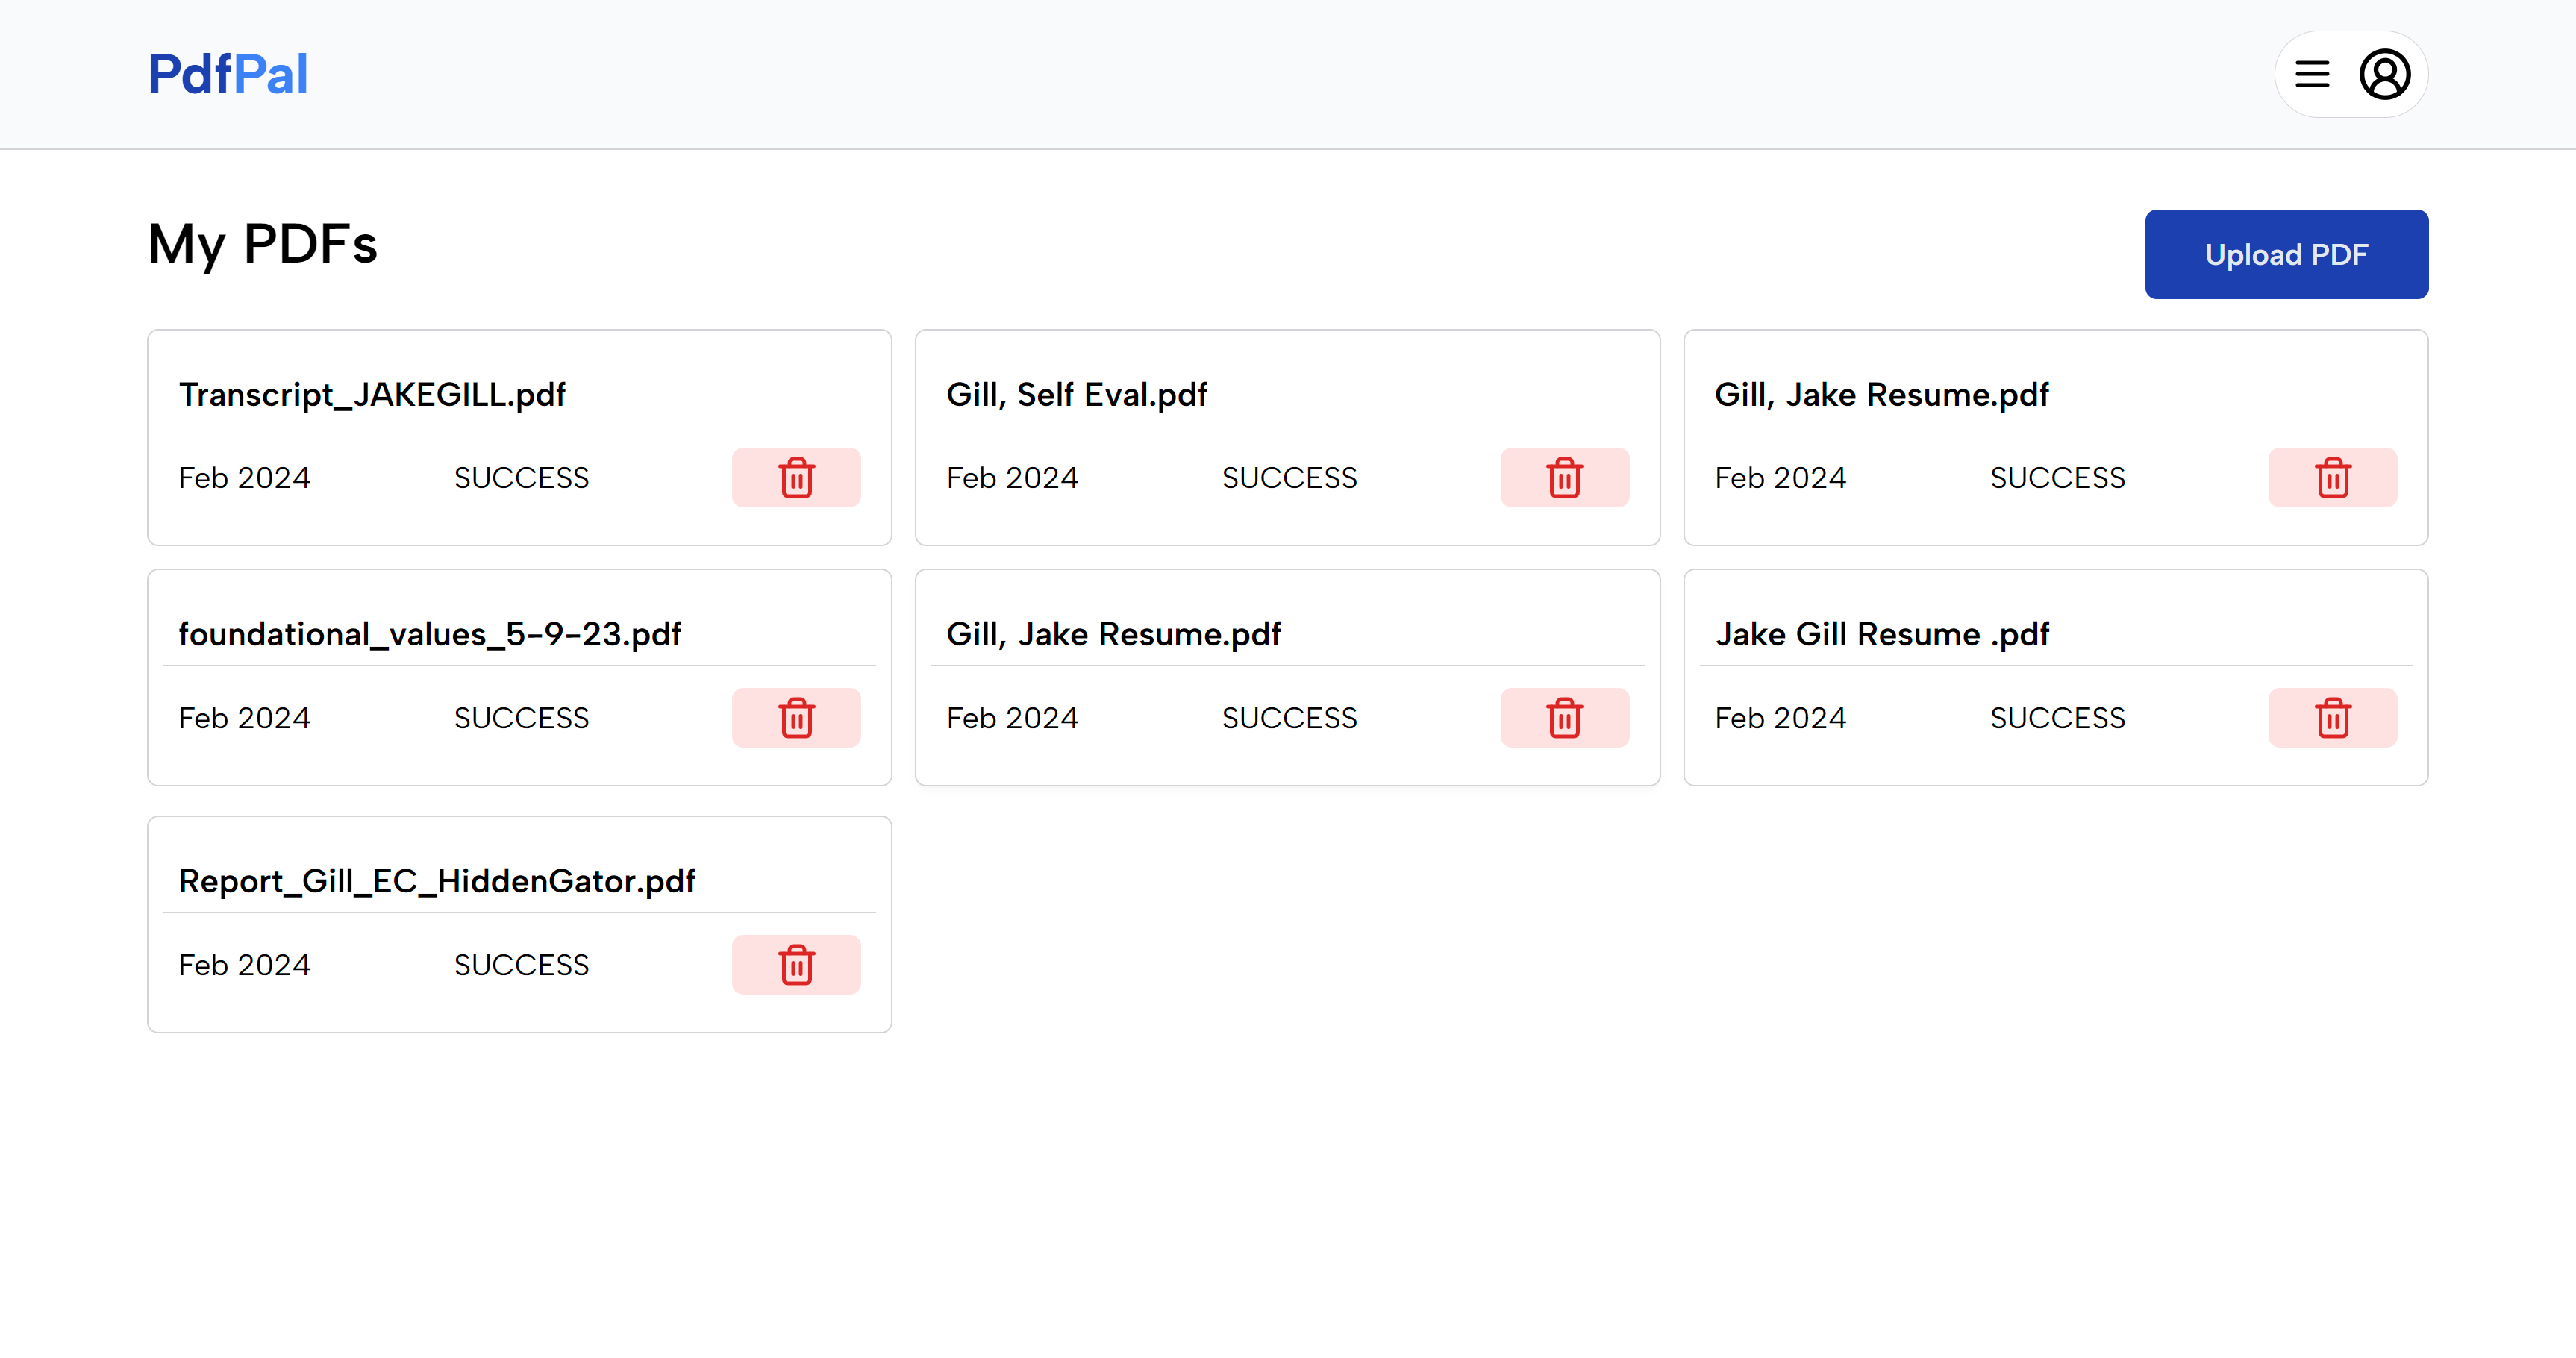 PdfPal
My PDFs
Upload PDF
Transcript_JAKEGILL.pdf
Feb 2024 SUCCESS
Gill, Self Eval.pdf
Feb 2024 SUCCESS
Gill, Jake Resume.pdf
Feb 2024 SUCCESS
foundational_values_5-9-23.pdf
Feb 2024 SUCCESS
Gill, Jake Resume.pdf
Feb 2024 SUCCESS
Jake Gill Resume .pdf
Feb 2024 SUCCESS
Report_Gill_EC_HiddenGator.pdf
Feb 2024 SUCCESS